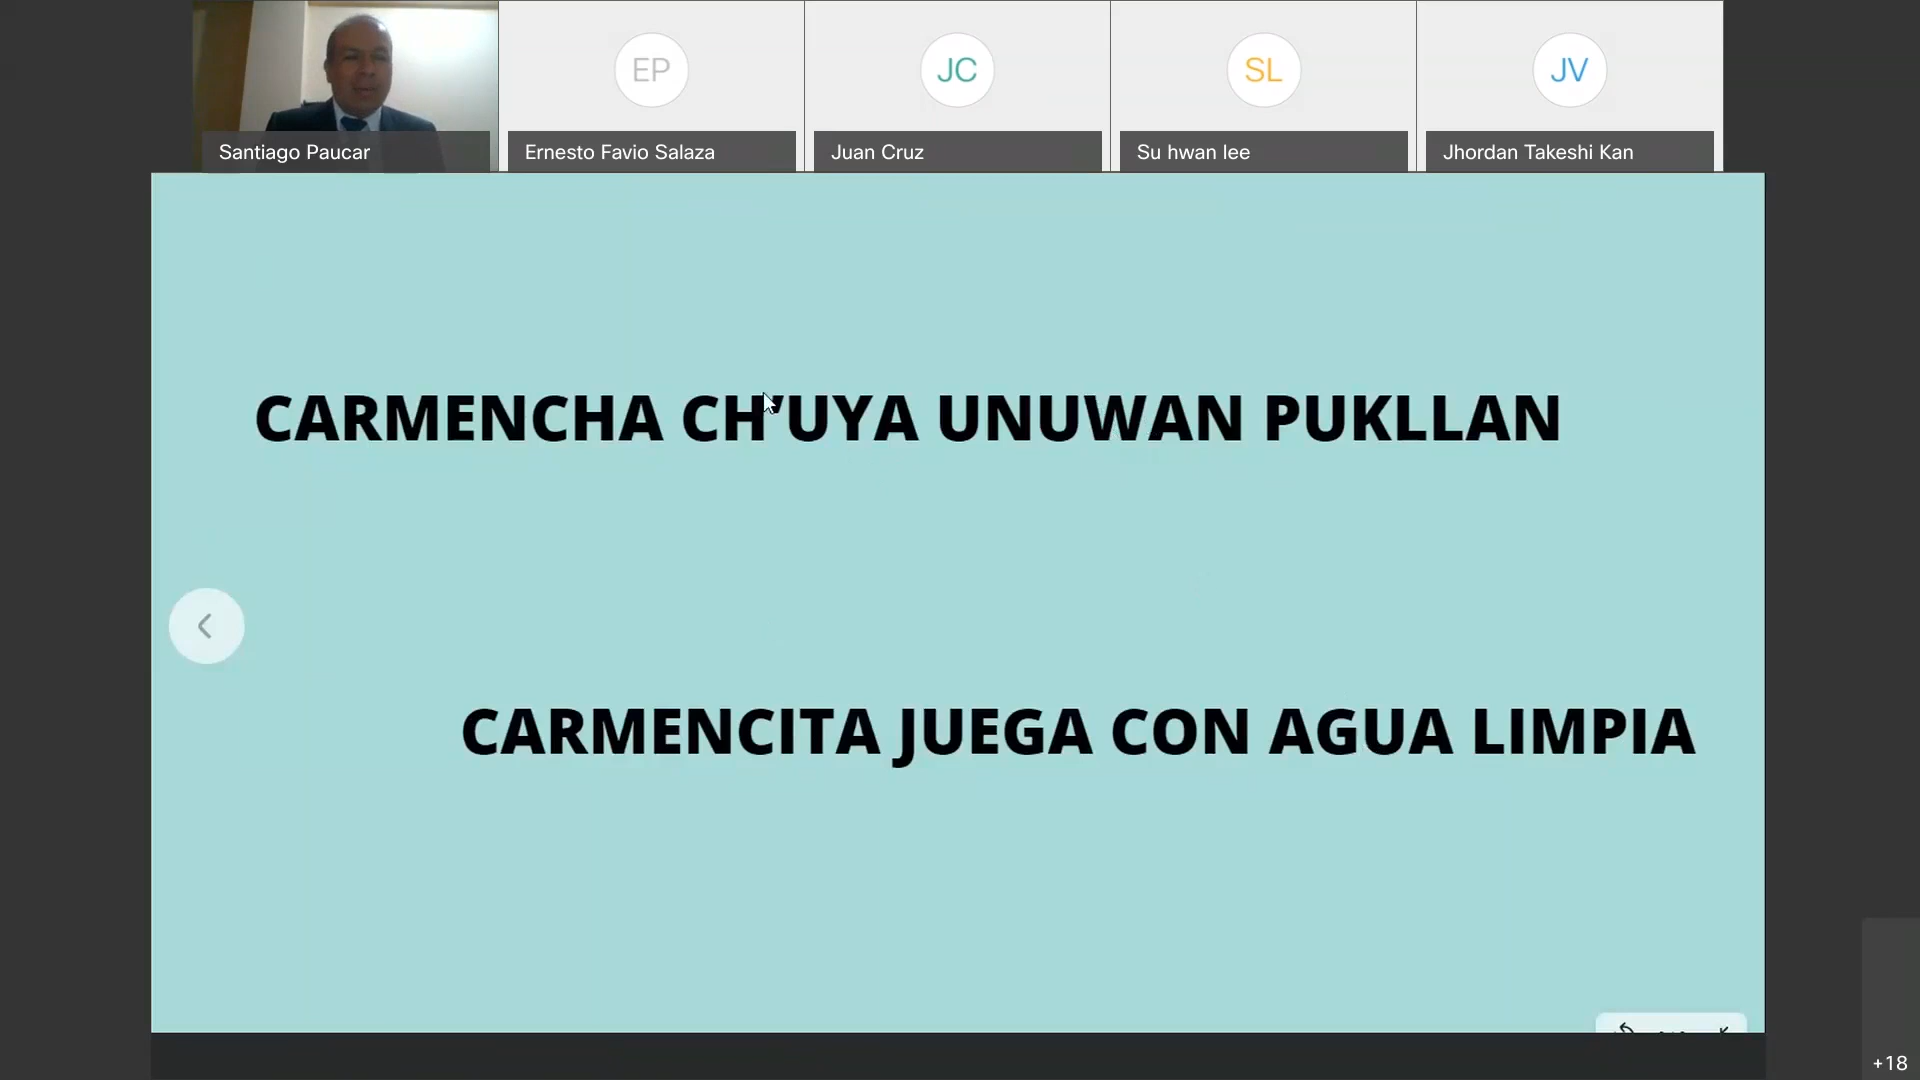 EP
JC
SL
JV
Santiago Paucar
Ernesto Favio Salaza
Juan Cruz
Su hwan lee
Jhordan Takeshi Kan
CARMENCHA CH'UYA UNUWAN PUKLLAN
CARMENCITA JUEGA CON AGUA LIMPIA
+18